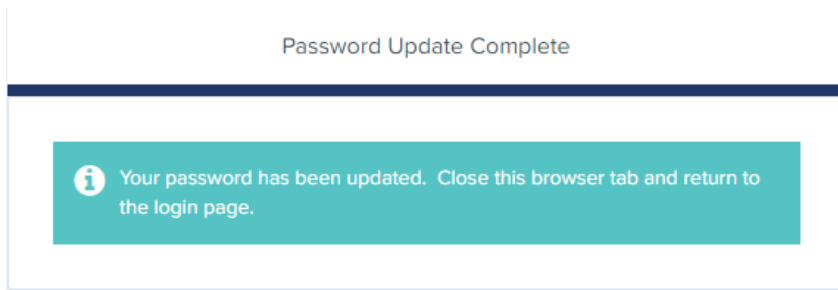 Password Update Complete
Your password has been updated.  Close this browser tab and return to
the login page.